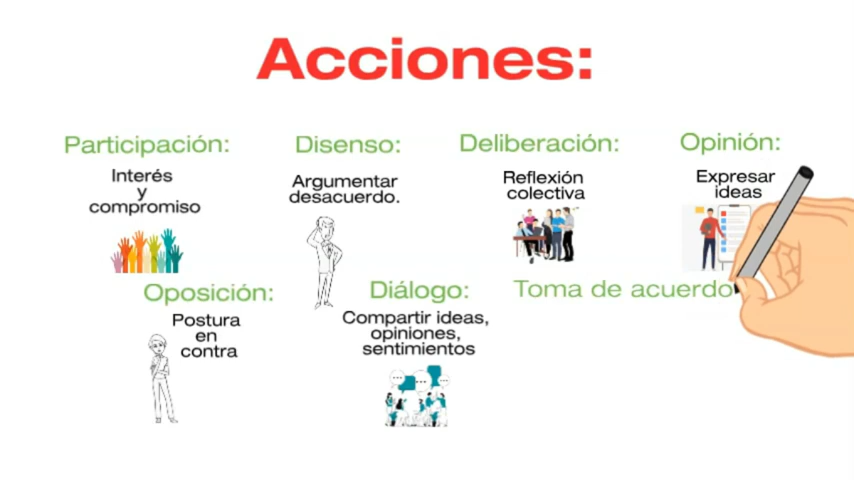 Acciones:
Participación:
Interés
y
compromiso
Disenso:
Argumentar
desacuerdo.
Deliberación:
Reflexión
colectiva
Opinión:
Expresar
ideas
Oposición:
Postura
en
contra
Diálogo:
Compartir ideas,
opiniones,
sentimientos
Toma de acuerdo